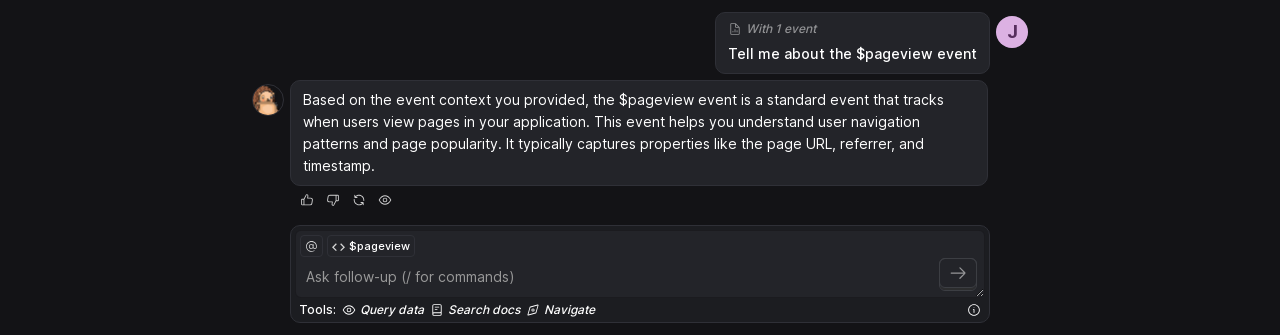 With 1 event
Tell me about the $pageview event
J
Based on the event context you provided, the $pageview event is a standard event that tracks
when users view pages in your application. This event helps you understand user navigation
patterns and page popularity. It typically captures properties like the page URL, referrer, and
timestamp.
@ $pageview
Ask follow-up (/ for commands)
Tools: Query data Search docs Navigate